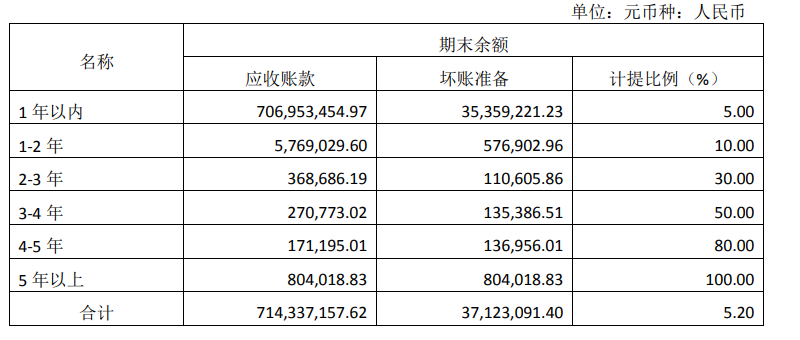 单位：元币种：人民币
名称 期末余额
应收账款 坏账准备 计提比例（%）
1 年以内 706,953,454.97 35,359,221.23 5.00
1-2 年 5,769,029.60 576,902.96 10.00
2-3 年 368,686.19 110,605.86 30.00
3-4 年 270,773.02 135,386.51 50.00
4-5 年 171,195.01 136,956.01 80.00
5 年以上 804,018.83 804,018.83 100.00
合计 714,337,157.62 37,123,091.40 5.20